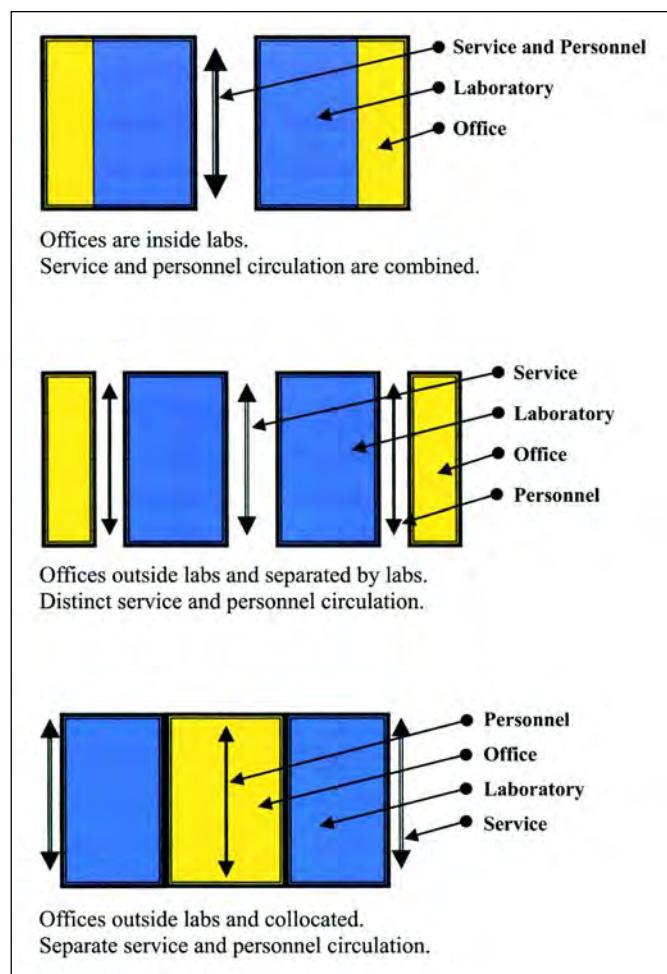 Service and Personnel
Laboratory
Office
Offices are inside labs.
Service and personnel circulation are combined.
Service
Laboratory
Office
Personnel
Offices outside labs and separated by labs.
Distinct service and personnel circulation.
Personnel
Office
Laboratory
Service
Offices outside labs and collocated.
Separate service and personnel circulation.